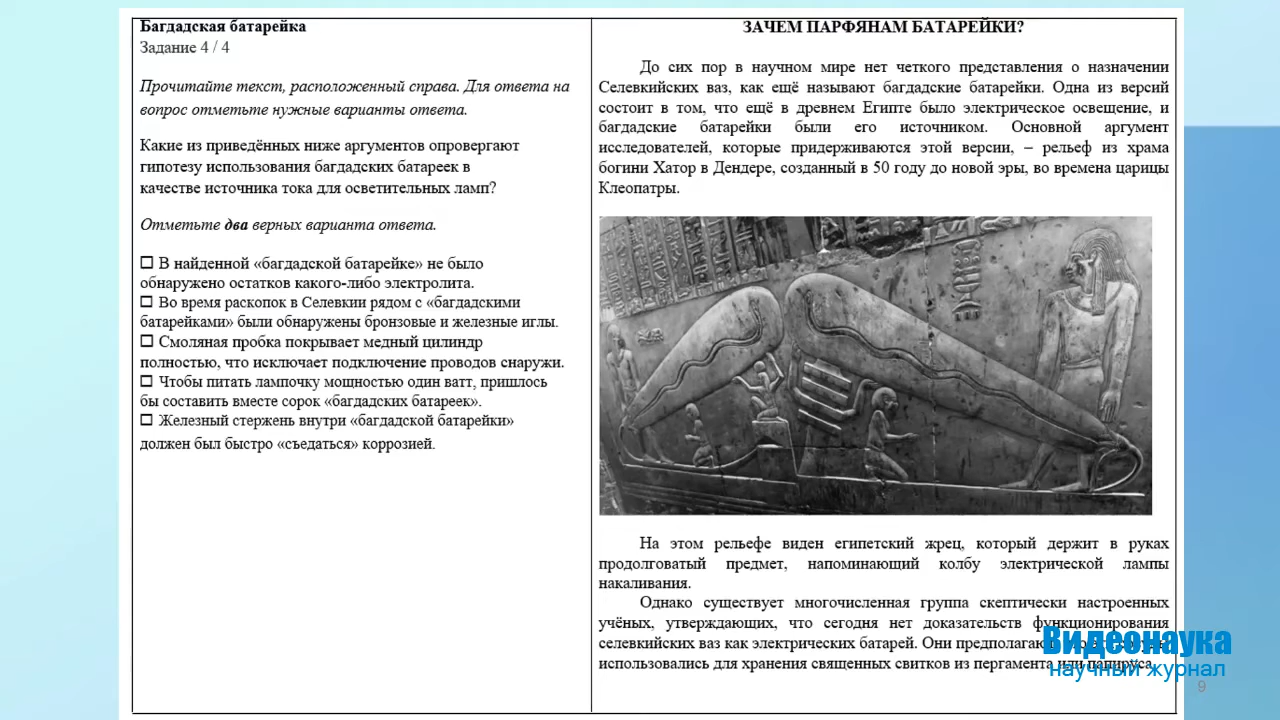 Багдадская батарейка
Задание 4 / 4
Прочитайте текст, расположенный справа. Для ответа на
вопрос отметьте нужные варианты ответа.
Какие из приведённых ниже аргументов опровергают
гипотезу использования багдадских батареек в
качестве источника тока для осветительных ламп?
Отметьте два верных варианта ответа.
☐ В найденной «багдадской батарейке» не было
обнаружено остатков какого-либо электролита.
☐ Во время раскопок в Селевкии рядом с «багдадскими
батарейками» были обнаружены бронзовые и железные иглы.
☐ Смоляная пробка покрывает медный цилиндр
полностью, что исключает подключение проводов снаружи.
☐ Чтобы питать лампочку мощностью один ватт, пришлось
бы составить вместе сорок «багдадских батареек».
☐ Железный стержень внутри «багдадской батарейки»
должен был быстро «съедаться» коррозией.
ЗАЧЕМ ПАРФЯНАМ БАТАРЕЙКИ?
До сих пор в научном мире нет четкого представления о назначении
Селевкийских ваз, как ещё называют багдадские батарейки. Одна из версий
состоит в том, что ещё в древнем Египте было электрическое освещение, и
багдадские батарейки были его источником. Основной аргумент
исследователей, которые придерживаются этой версии, – рельеф из храма
богини Хатор в Дендере, созданный в 50 году до новой эры, во времена царицы
Клеопатры.
На этом рельефе виден египетский жрец, который держит в руках
продолговатый предмет, напоминающий колбу электрической лампы
накаливания.
Однако существует многочисленная группа скептически настроенных
учёных, утверждающих, что сегодня нет доказательств функционирования
селевкийских ваз как электрических батарей. Они предполагаю
использовались для хранения священных свитков из пергамента или папируса.
Видеонаука
научный журнал
9